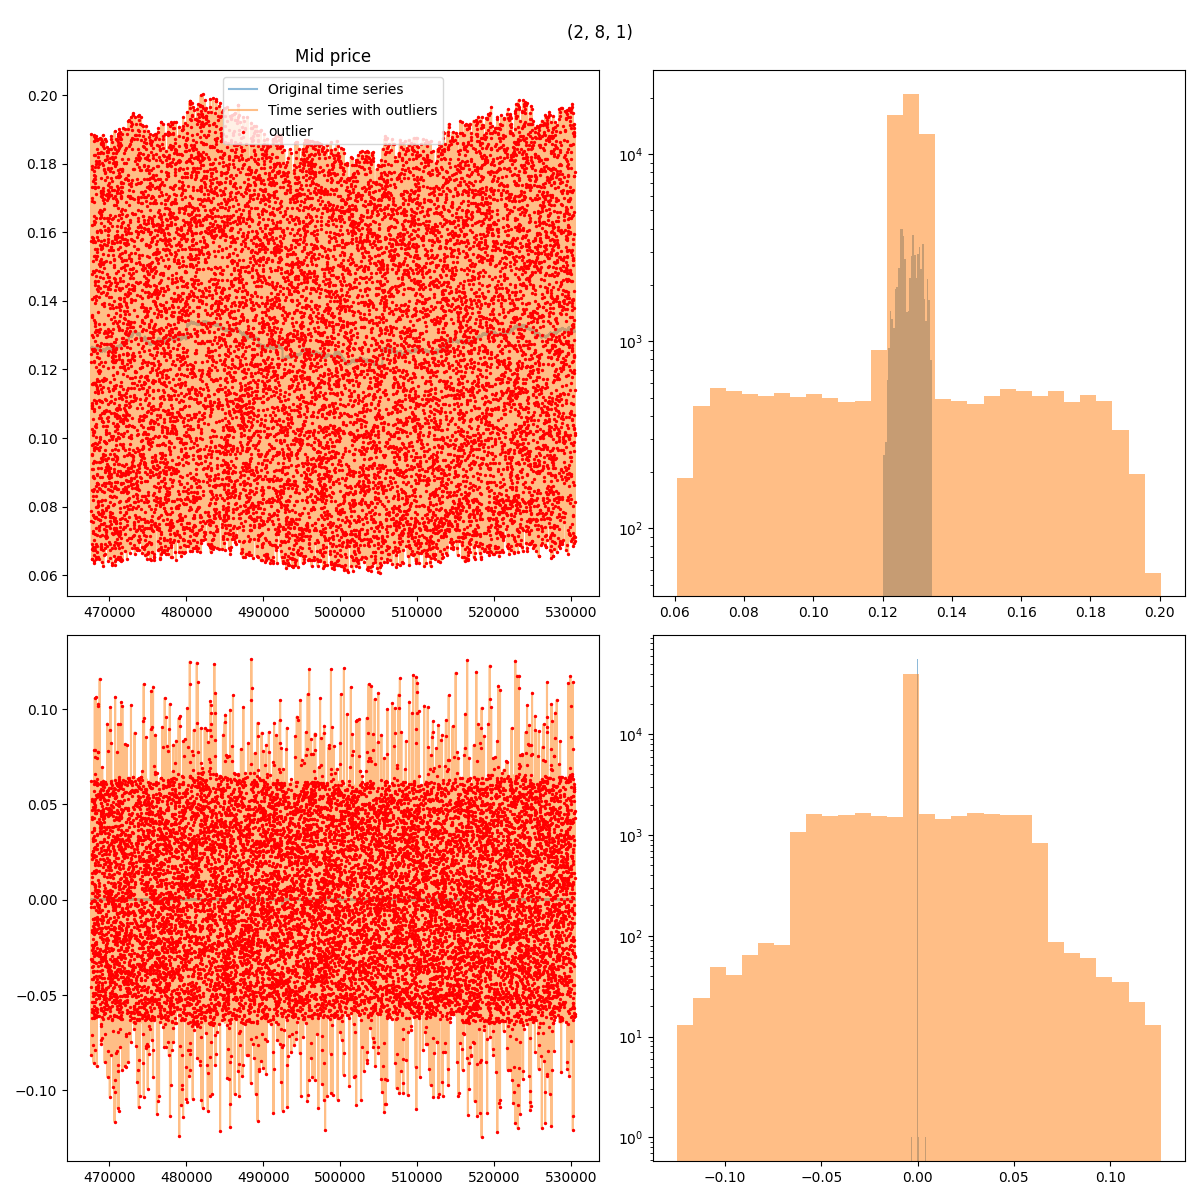 (2, 8, 1)
Mid price
Original time series
Time series with outliers
outlier
0.20
0.18
0.16
0.14
0.12
0.10
0.08
0.06
470000 480000 490000 500000 510000 520000 530000
10^4
10^3
10^2
0.06 0.08 0.10 0.12 0.14 0.16 0.18 0.20
0.10
0.05
0.00
−0.05
−0.10
470000 480000 490000 500000 510000 520000 530000
10^4
10^3
10^2
10^1
10^0
−0.10 −0.05 0.00 0.05 0.10